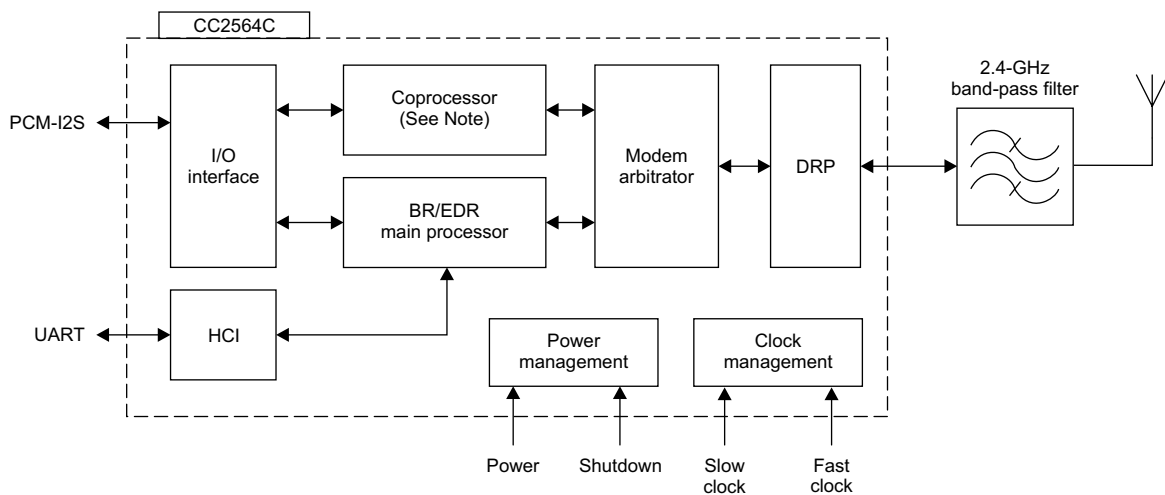 CC2564C
2.4-GHz
band-pass filter
PCM-I2S
I/O
interface
Coprocessor
(See Note)
BR/EDR
main processor
Modem
arbitrator
DRP
UART
HCI
Power
management
Clock
management
Power
Shutdown
Slow
clock
Fast
clock